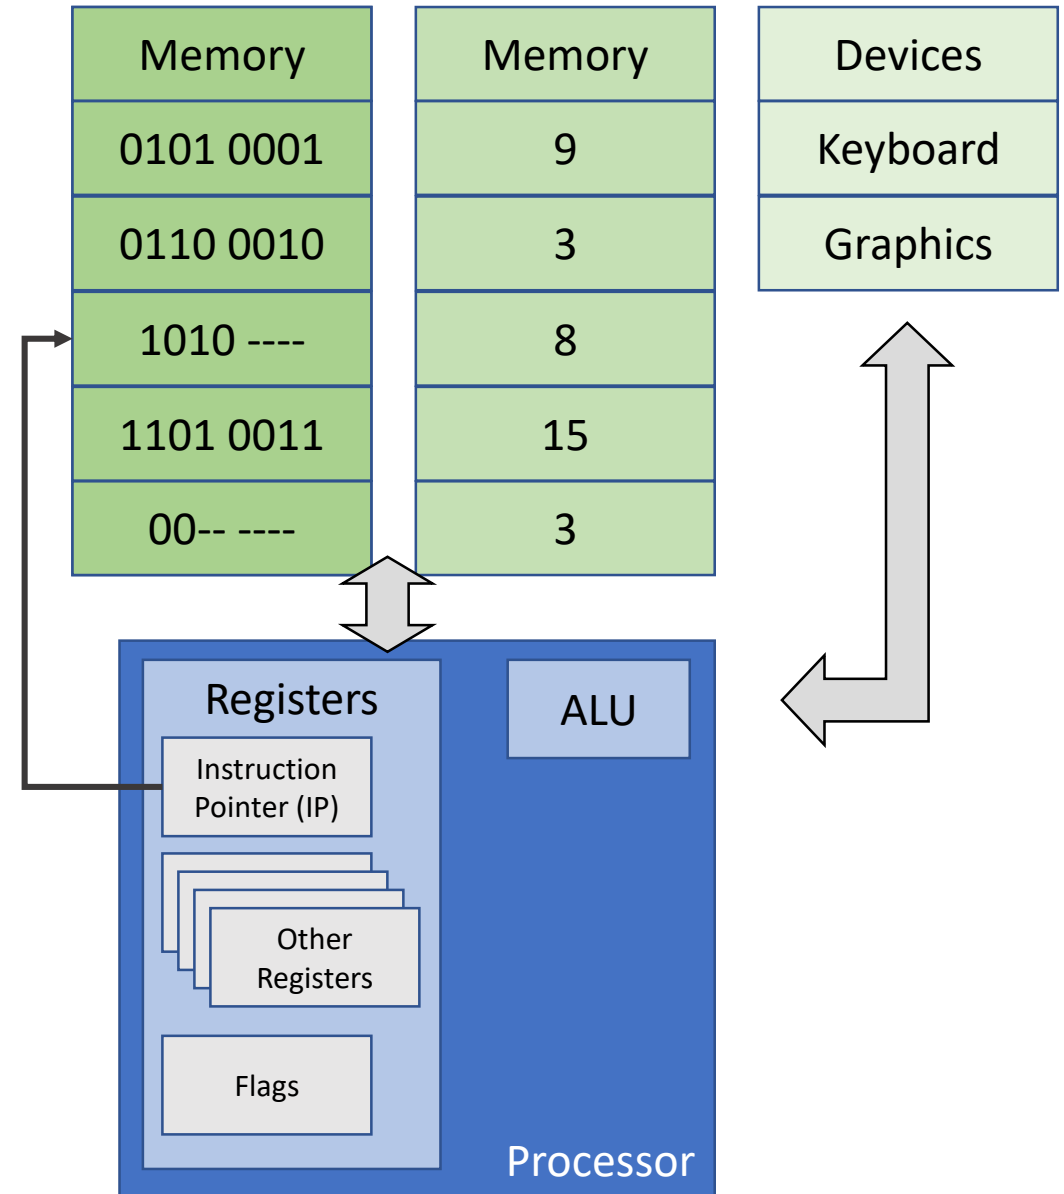 Memory
0101 0001
0110 0010
1010 ----
1101 0011
00-- ----
Memory
9
3
8
15
3
Devices
Keyboard
Graphics
Registers
Instruction
Pointer (IP)
Other
Registers
Flags
ALU
Processor